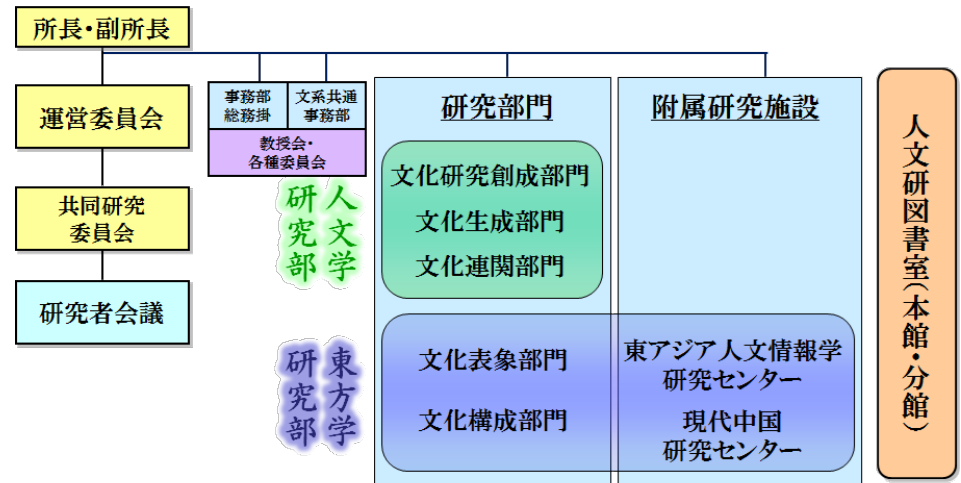 所長・副所長
運営委員会
共同研究
委員会
研究者会議
事務部
総務掛
文系共通
事務部
教授会・
各種委員会
人文学
研究部
東方学
研究部
研究部門
文化研究創成部門
文化生成部門
文化連関部門
文化表象部門
文化構成部門
附属研究施設
東アジア人文情報学
研究センター
現代中国
研究センター
人文研図書室(本館・分館)